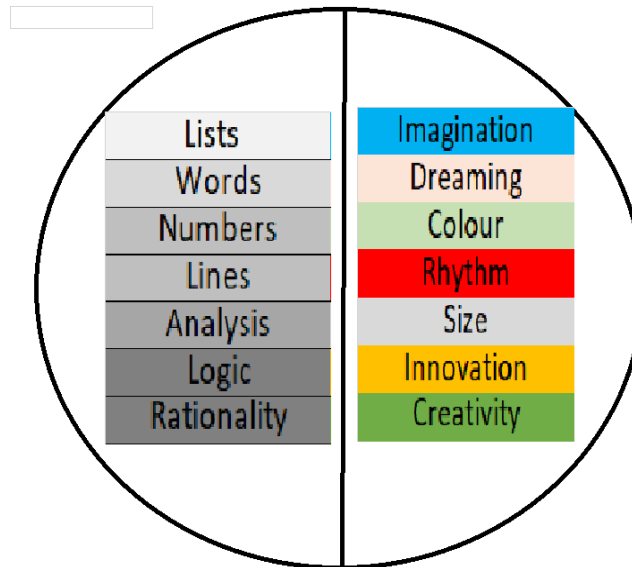 Lists
Words
Numbers
Lines
Analysis
Logic
Rationality
Imagination
Dreaming
Colour
Rhythm
Size
Innovation
Creativity